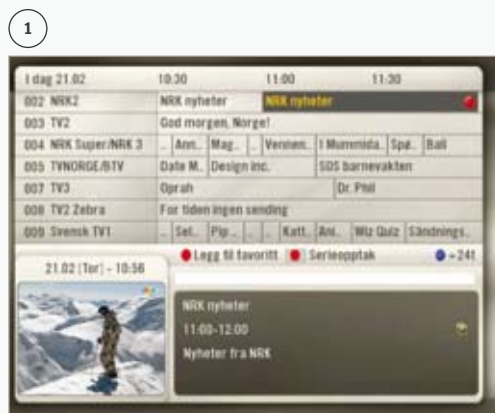 1
I dag 21.02 10:30 11:00 11:30
002 NRK2 NRK nyheter NRK nyheter
003 TV2 God morgen, Norge!
004 NRK Super/NRK 3 .. Ann.. Mag.. .. Vennen.. I Mummida.. Spø.. Bali
005 TVNORGE/BTV Date M.. Design inc. SOS barnevakten
007 TV3 Oprah Dr. Phil
008 TV2 Zebra For tiden ingen sending
009 Svensk TV1 .. Sel.. Pip .. .. .. Katt.. Ani.. Wiz Quiz Sändnings..
Legg til favoritt Serieopptak +24t
21.02 [Tor] - 10:56
NRK nyheter
11:00-12:00
Nyheter fra NRK